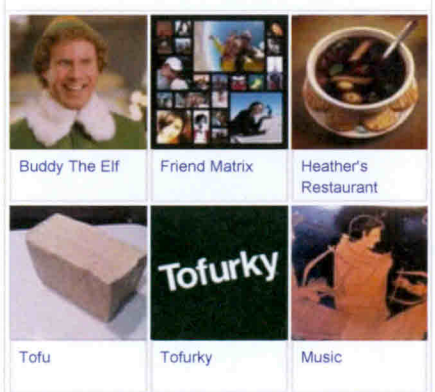 Buddy The Elf
Friend Matrix
Heather's
Restaurant
Tofurky
Tofu
Tofurky
Music